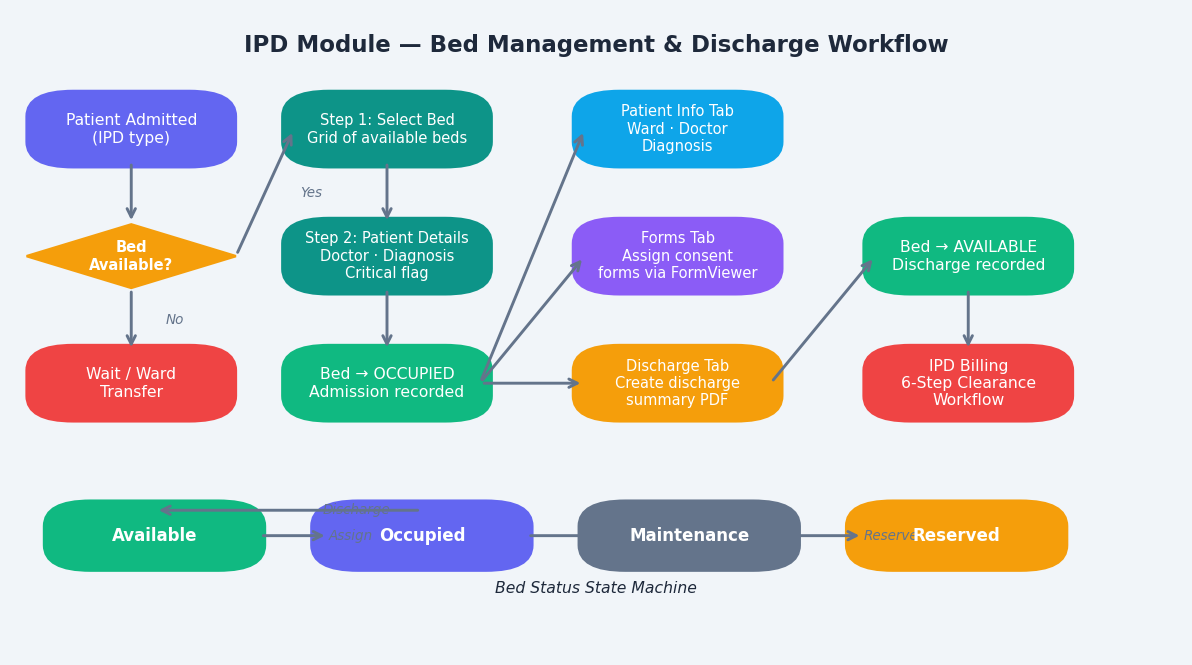 IPD Module — Bed Management & Discharge Workflow
Patient Admitted
(IPD type)
Step 1: Select Bed
Grid of available beds
Patient Info Tab
Ward · Doctor
Diagnosis
Yes
Bed
Available?
Step 2: Patient Details
Doctor · Diagnosis
Critical flag
Forms Tab
Assign consent
forms via FormViewer
Bed → AVAILABLE
Discharge recorded
No
Wait / Ward
Transfer
Bed → OCCUPIED
Admission recorded
Discharge Tab
Create discharge
summary PDF
IPD Billing
6-Step Clearance
Workflow
Available
Assign
Occupied
Maintenance
Reserve
Reserved
Bed Status State Machine